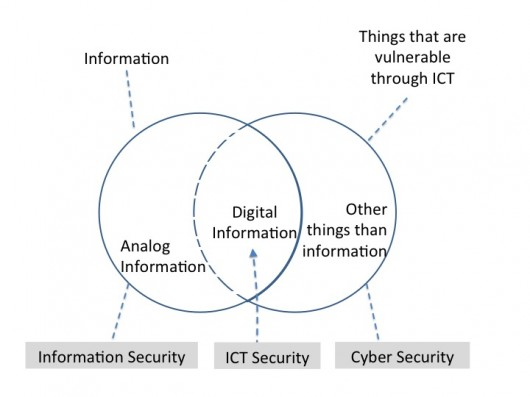 Information
Things that are
vulnerable
through ICT
Digital
Information
Other
things than
information
Analog
Information
Information Security
ICT Security
Cyber Security